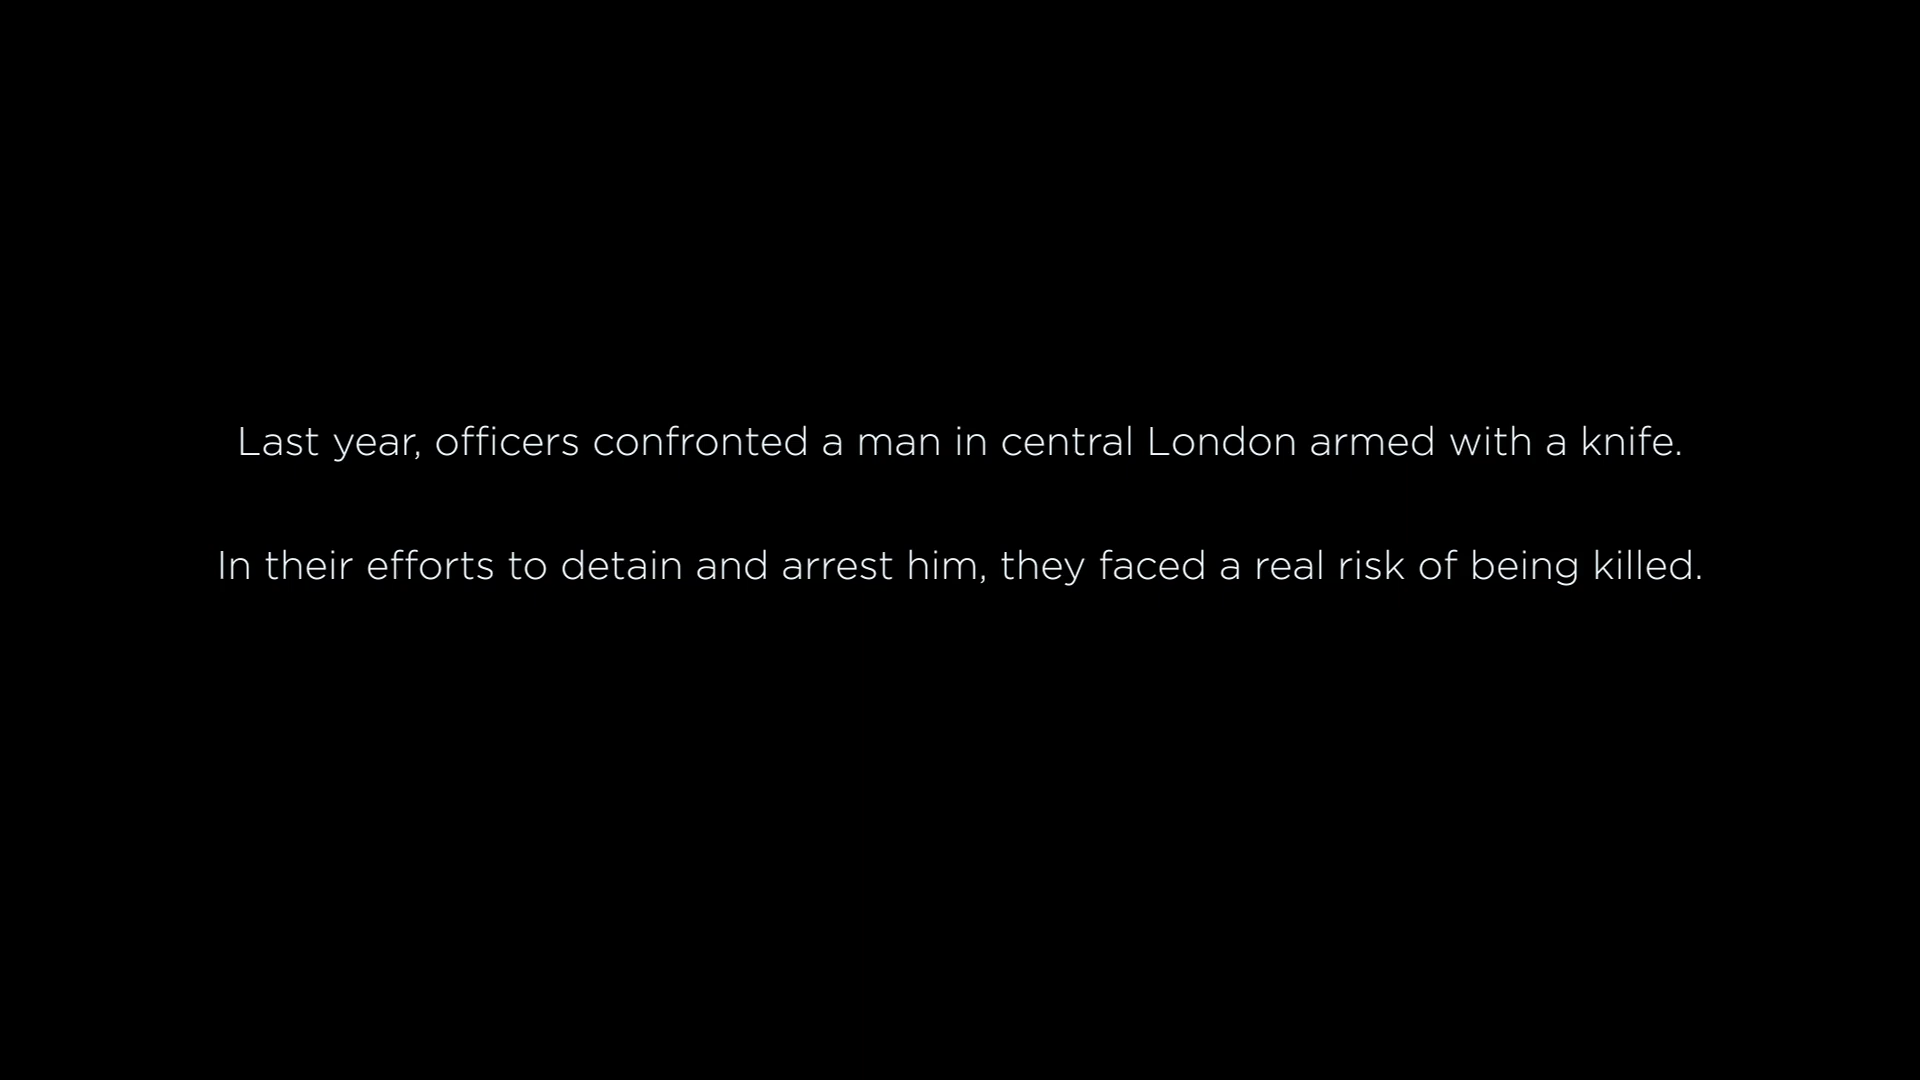 Last year, officers confronted a man in central London armed with a knife.
In their efforts to detain and arrest him, they faced a real risk of being killed.